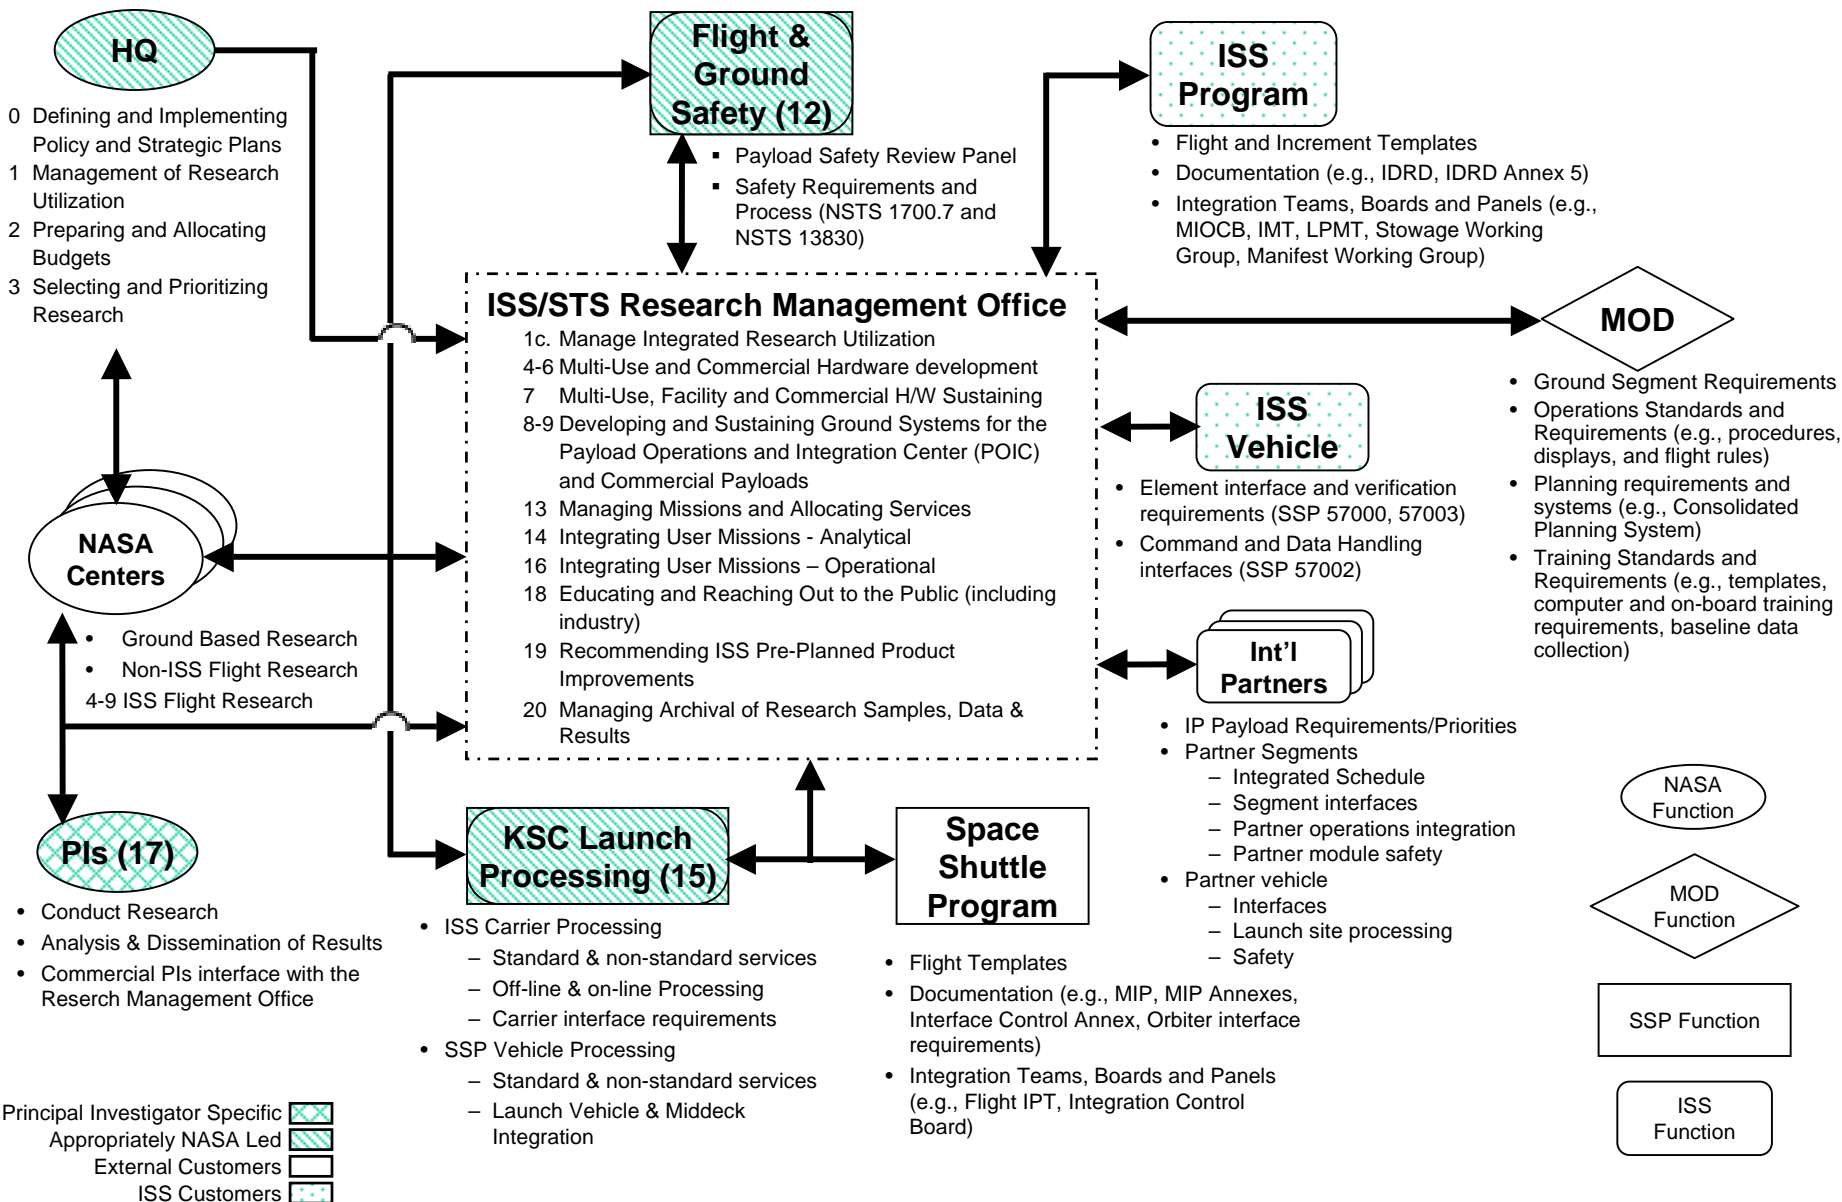 HQ
0 Defining and Implementing
Policy and Strategic Plans
1 Management of Research
Utilization
2 Preparing and Allocating
Budgets
3 Selecting and Prioritizing
Research
Flight &
Ground
Safety (12)
▪ Payload Safety Review Panel
▪ Safety Requirements and
Process (NSTS 1700.7 and
NSTS 13830)
ISS
Program
• Flight and Increment Templates
• Documentation (e.g., IDRD, IDRD Annex 5)
• Integration Teams, Boards and Panels (e.g.,
MIOCB, IMT, LPMT, Stowage Working
Group, Manifest Working Group)
ISS/STS Research Management Office
1c. Manage Integrated Research Utilization
4-6 Multi-Use and Commercial Hardware development
7 Multi-Use, Facility and Commercial H/W Sustaining
8-9 Developing and Sustaining Ground Systems for the
Payload Operations and Integration Center (POIC)
and Commercial Payloads
13 Managing Missions and Allocating Services
14 Integrating User Missions - Analytical
16 Integrating User Missions – Operational
18 Educating and Reaching Out to the Public (including
industry)
19 Recommending ISS Pre-Planned Product
Improvements
20 Managing Archival of Research Samples, Data &
Results
MOD
• Ground Segment Requirements
• Operations Standards and
Requirements (e.g., procedures,
displays, and flight rules)
• Planning requirements and
systems (e.g., Consolidated
Planning System)
• Training Standards and
Requirements (e.g., templates,
computer and on-board training
requirements, baseline data
collection)
ISS
Vehicle
• Element interface and verification
requirements (SSP 57000, 57003)
• Command and Data Handling
interfaces (SSP 57002)
NASA
Centers
• Ground Based Research
• Non-ISS Flight Research
4-9 ISS Flight Research
Int'l
Partners
• IP Payload Requirements/Priorities
• Partner Segments
– Integrated Schedule
– Segment interfaces
– Partner operations integration
– Partner module safety
• Partner vehicle
– Interfaces
– Launch site processing
– Safety
PIs (17)
• Conduct Research
• Analysis & Dissemination of Results
• Commercial PIs interface with the
Reserch Management Office
KSC Launch
Processing (15)
• ISS Carrier Processing
– Standard & non-standard services
– Off-line & on-line Processing
– Carrier interface requirements
• SSP Vehicle Processing
– Standard & non-standard services
– Launch Vehicle & Middeck
Integration
Space
Shuttle
Program
• Flight Templates
• Documentation (e.g., MIP, MIP Annexes,
Interface Control Annex, Orbiter interface
requirements)
• Integration Teams, Boards and Panels
(e.g., Flight IPT, Integration Control
Board)
NASA
Function
MOD
Function
SSP Function
ISS
Function
Principal Investigator Specific
Appropriately NASA Led
External Customers
ISS Customers